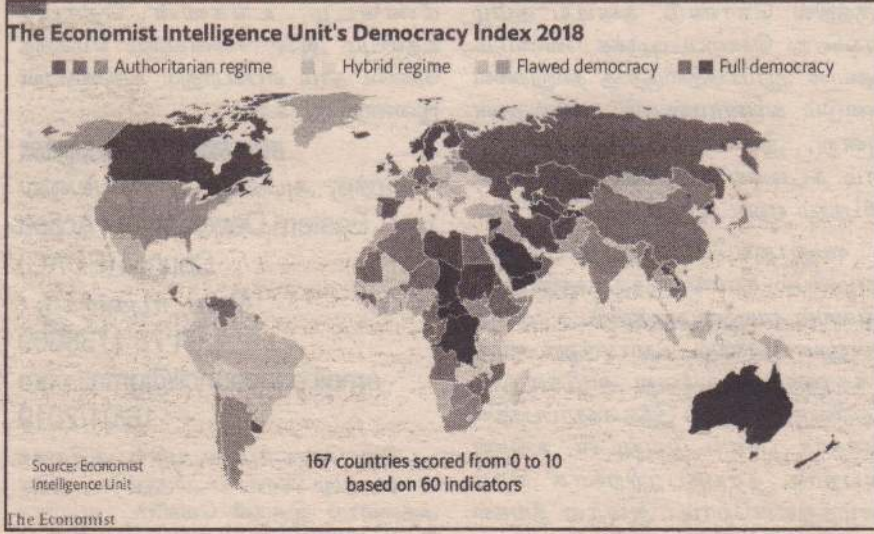 The Economist Intelligence Unit's Democracy Index 2018
Authoritarian regime Hybrid regime Flawed democracy Full democracy
Source: Economist
Intelligence Unit
167 countries scored from 0 to 10
based on 60 indicators
The Economist